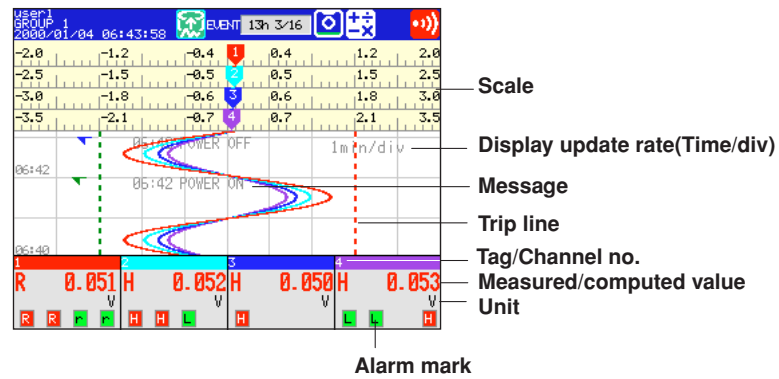 user1
GROUP 1
2000/01/04 06:43:58
EVENT 13h 3/16
-2.0 -1.2 -0.4 1 0.4 1.2 2.0
-2.5 -1.5 -0.5 2 0.5 1.5 2.5
-3.0 -1.8 -0.6 3 0.6 1.8 3.0
-3.5 -2.1 -0.7 4 0.7 2.1 3.5
Scale
POWER OFF
1min/div
Display update rate(Time/div)
06:42
06:42 POWER ON
Message
Trip line
06:40
Tag/Channel no.
1 2 3 4
R 0.051 H 0.052 H 0.050 H 0.053
Measured/computed value
V V V V
Unit
R R r r H H L H L L H
Alarm mark